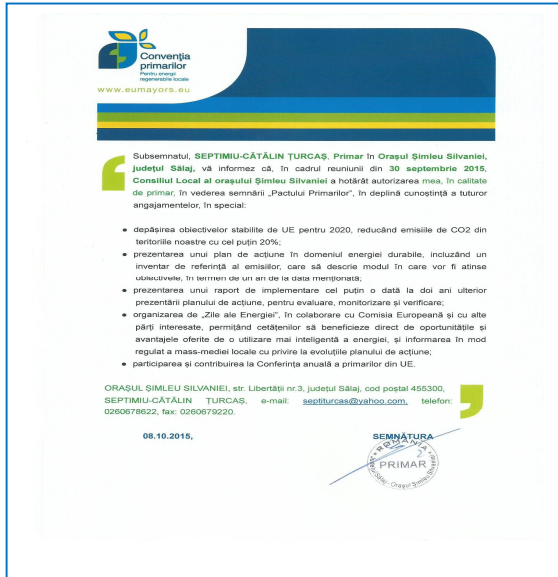 Convenția
primarilor
Pentru energii
regenerabile locale
www.eumayors.eu
Subsemnatul, SEPTIMIU-CĂTĂLIN ȚURCAȘ, Primar în Orașul Șimleu Silvaniei,
județul Sălaj, vă informez că, în cadrul reuniunii din 30 septembrie 2015,
Consiliul Local al orașului Șimleu Silvaniei a hotărât autorizarea mea, în calitate
de primar, în vederea semnării „Pactului Primarilor”, în deplină cunoștință a tuturor
angajamentelor, în special:
• depășirea obiectivelor stabilite de UE pentru 2020, reducând emisiile de CO2 din
teritoriile noastre cu cel puțin 20%;
• prezentarea unui plan de acțiune în domeniul energiei durabile, incluzând un
inventar de referință al emisiilor, care să descrie modul în care vor fi atinse
obiectivele, în termen de un an de la data menționată;
• prezentarea unui raport de implementare cel puțin o dată la doi ani ulterior
prezentării planului de acțiune, pentru evaluare, monitorizare și verificare;
• organizarea de „Zile ale Energiei”, în colaborare cu Comisia Europeană și cu alte
părți interesate, permițând cetățenilor să beneficieze direct de oportunitățile și
avantajele oferite de o utilizare mai inteligentă a energiei, și informarea în mod
regulat a mass-mediei locale cu privire la evoluțiile planului de acțiune;
• participarea și contribuirea la Conferința anuală a primarilor din UE.
ORAȘUL ȘIMLEU SILVANIEI, str. Libertății nr.3, județul Sălaj, cod poștal 455300,
SEPTIMIU-CĂTĂLIN ȚURCAȘ, e-mail: septiturcas@yahoo.com, telefon:
0260678622, fax: 0260679220.
08.10.2015, SEMNĂTURA
ROMÂNIA
2
PRIMAR
Județul Sălaj - Orașul Șimleu Silvaniei